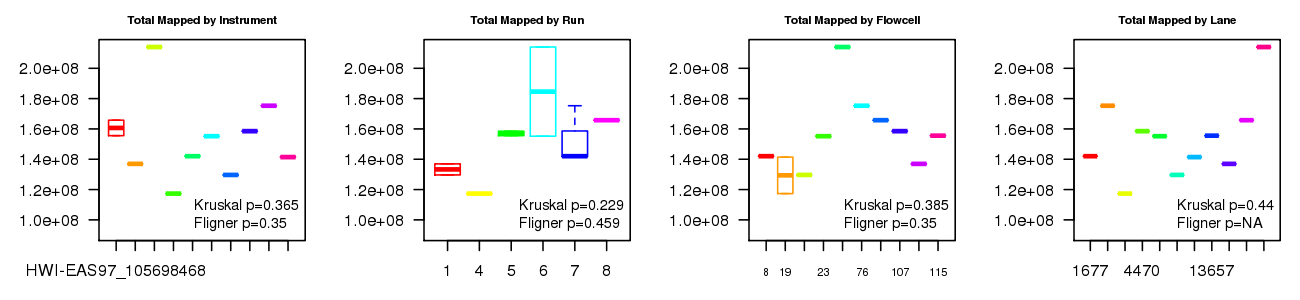 Total Mapped by Instrument
2.0e+08
1.8e+08
1.6e+08
1.4e+08
1.2e+08
1.0e+08
Kruskal p=0.365
Fligner p=0.35
HWI-EAS97_105698468
Total Mapped by Run
2.0e+08
1.8e+08
1.6e+08
1.4e+08
1.2e+08
1.0e+08
Kruskal p=0.229
Fligner p=0.459
1 4 5 6 7 8
Total Mapped by Flowcell
2.0e+08
1.8e+08
1.6e+08
1.4e+08
1.2e+08
1.0e+08
Kruskal p=0.385
Fligner p=0.35
8 19 23 76 107 115
Total Mapped by Lane
2.0e+08
1.8e+08
1.6e+08
1.4e+08
1.2e+08
1.0e+08
Kruskal p=0.44
Fligner p=NA
1677 4470 13657